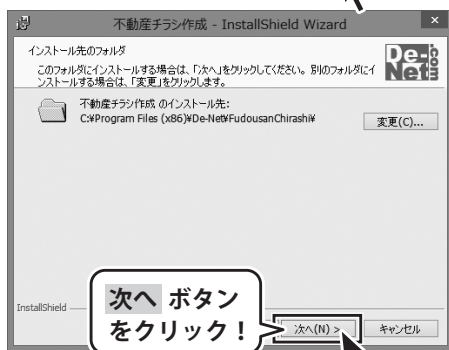 不動産チラシ作成 - InstallShield Wizard
×
インストール先のフォルダ
このフォルダにインストールする場合は、「次へ」をクリックしてください。別のフォルダにイ
ンストールする場合は、「変更」をクリックします。
De-
Net
.com
不動産チラシ作成 のインストール先:
C:¥Program Files (x86)¥De-Net¥FudousanChirashi¥
変更(C)...
InstallShield
次へ ボタン
をクリック！
次へ(N) >
キャンセル